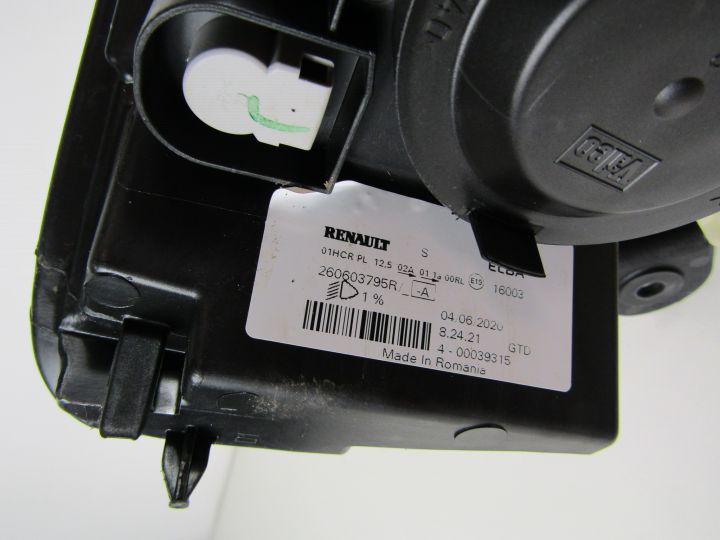 Valeo
RENAULT S ELBA
01HCR PL 12.5 02A 01 1a 00RL E15 16003
260603795R/_ -A
1 % 04.06.2020
8.24.21 GTD
4 - 00039315
Made In Romania